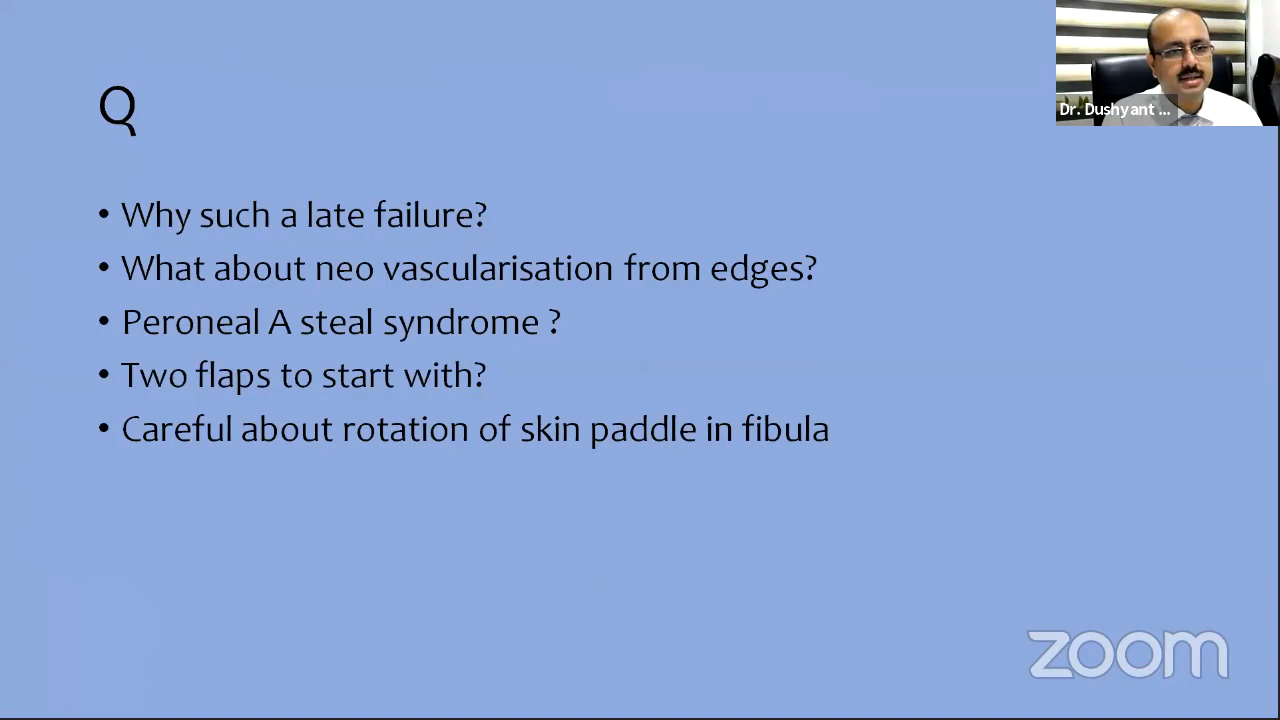 Q
Dr. Dushyant ...
• Why such a late failure?
• What about neo vascularisation from edges?
• Peroneal A steal syndrome ?
• Two flaps to start with?
• Careful about rotation of skin paddle in fibula
zoom